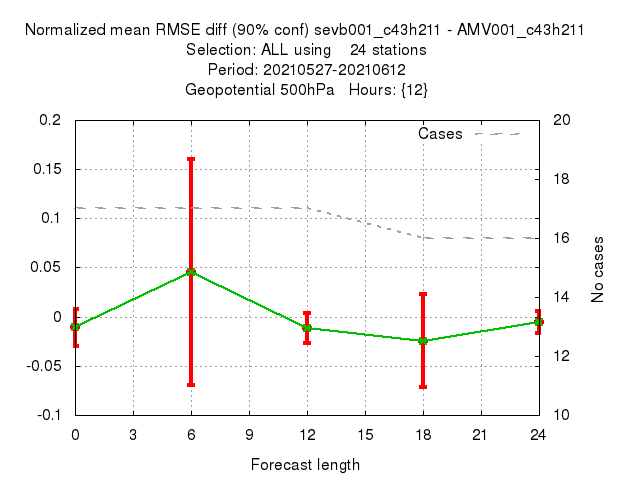 Normalized mean RMSE diff (90% conf) sevb001_c43h211 - AMV001_c43h211
Selection: ALL using    24 stations
Period: 20210527-20210612
Geopotential 500hPa   Hours: {12}
Cases
0.2
0.15
0.1
0.05
0
-0.05
-0.1
20
18
16
14
12
10
No cases
0 3 6 9 12 15 18 21 24
Forecast length